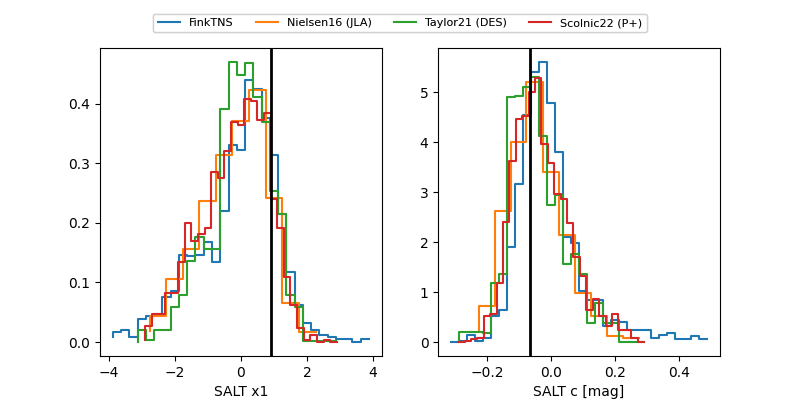 FinkTNS Nielsen16 (JLA) Taylor21 (DES) Scolnic22 (P+)
0.4
0.3
0.2
0.1
0.0
−4 −2 0 2 4
SALT x1
5
4
3
2
1
0
−0.2 0.0 0.2 0.4
SALT c [mag]